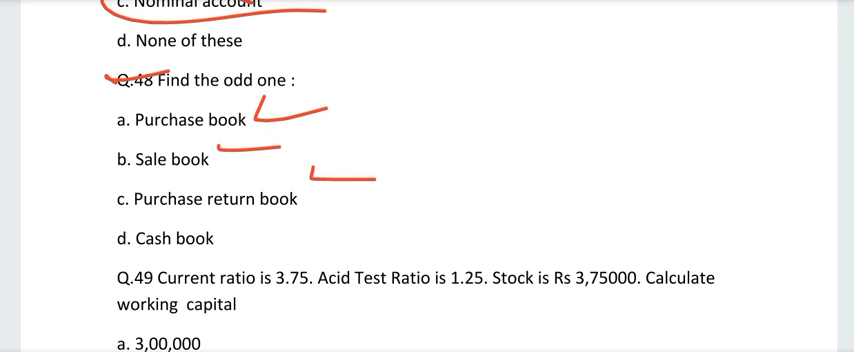 c. Nominal account
d. None of these
Q.48 Find the odd one :
a. Purchase book
b. Sale book
c. Purchase return book
d. Cash book
Q.49 Current ratio is 3.75. Acid Test Ratio is 1.25. Stock is Rs 3,75000. Calculate
working capital
a. 3,00,000